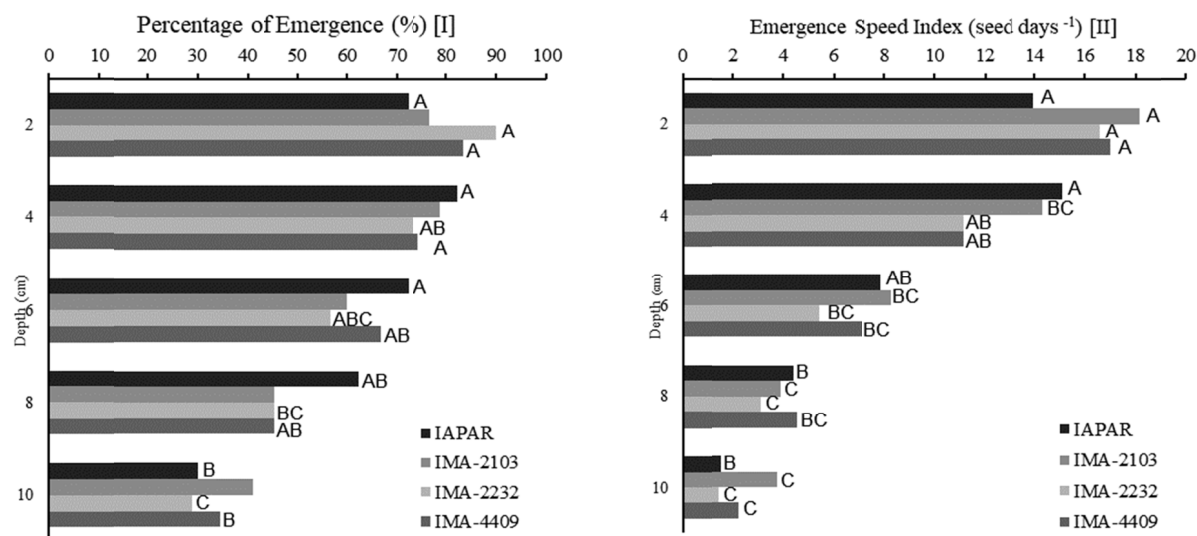 Percentage of Emergence (%) [I]
0 10 20 30 40 50 60 70 80 90 100
A
2
A
A
A
4
AB
A
A
Depth (cm)
6
ABC
AB
AB
8
BC
AB
IAPAR
IMA-2103
B
10
C
IMA-2232
B
IMA-4409
Emergence Speed Index (seed days -1) [II]
0 2 4 6 8 10 12 14 16 18 20
A
2
A
A
A
A
4
BC
AB
AB
AB
Depth (cm)
6
BC
BC
BC
B
8
C
C
BC
IAPAR
IMA-2103
B
10
C
C
IMA-2232
C
IMA-4409